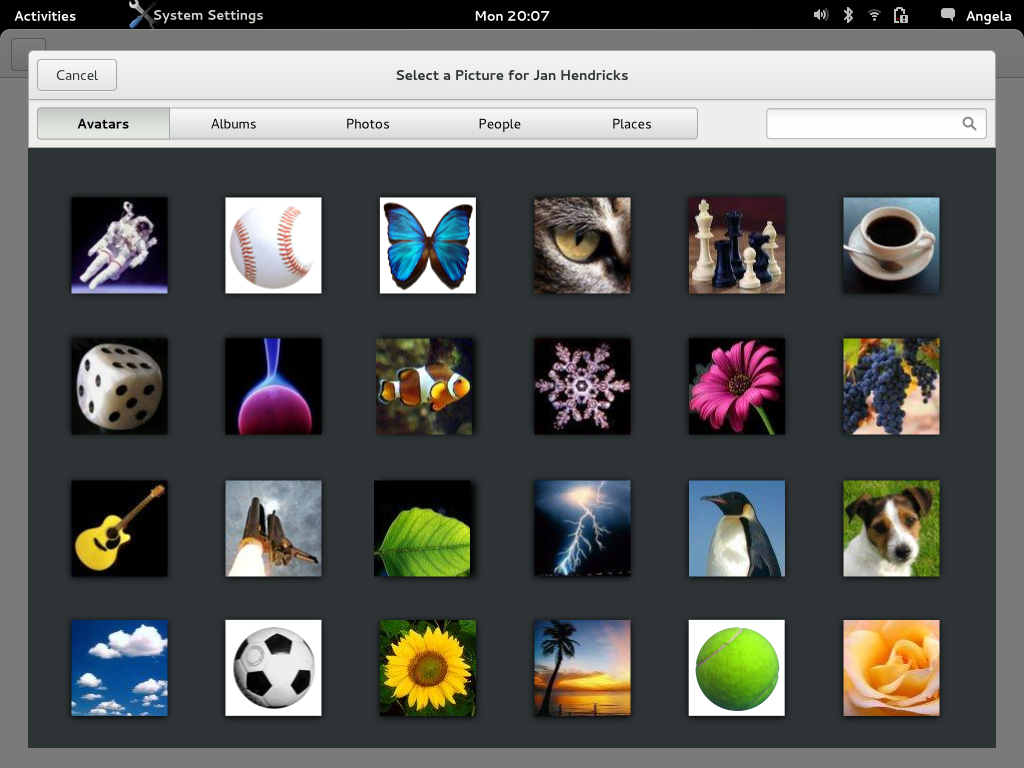 Activities System Settings Mon 20:07 Angela
Cancel Select a Picture for Jan Hendricks
Avatars Albums Photos People Places